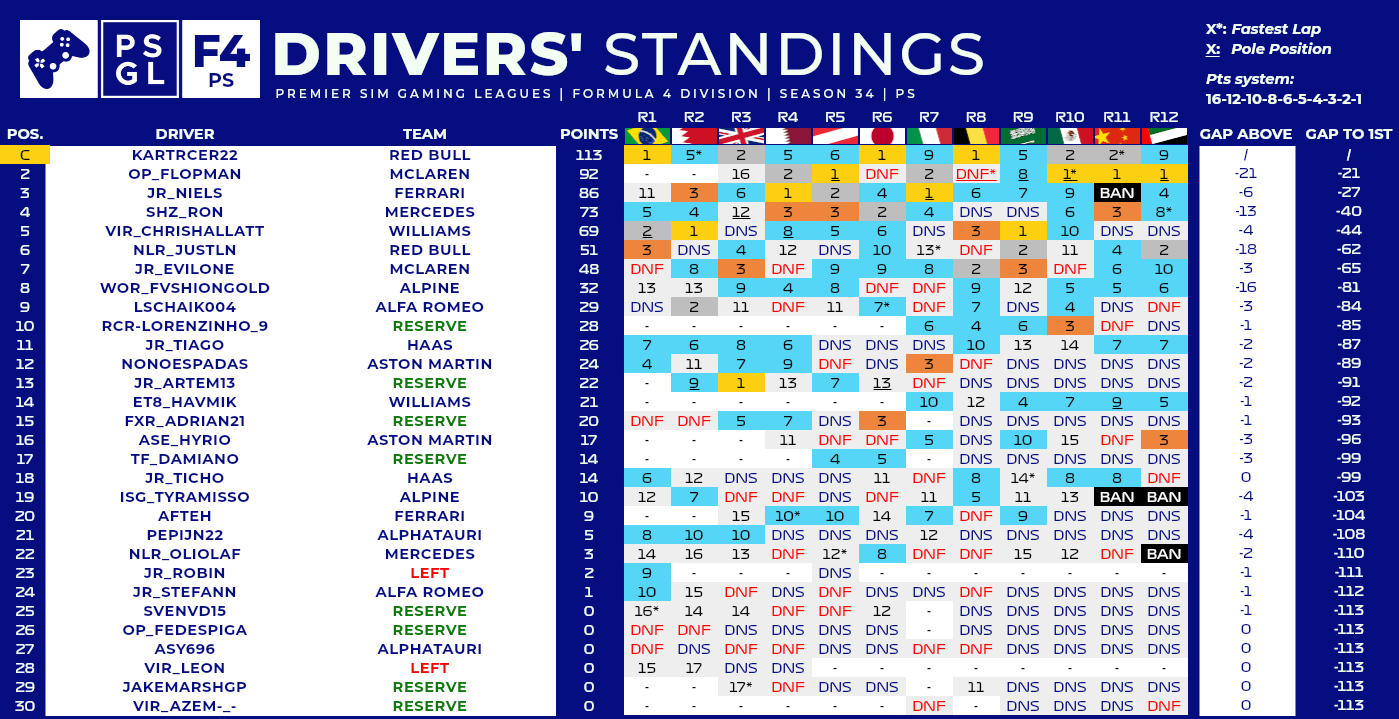 PS GL F4 PS DRIVERS' STANDINGS
PREMIER SIM GAMING LEAGUES | FORMULA 4 DIVISION | SEASON 34 | PS
X*: Fastest Lap
X: Pole Position
Pts system:
16-12-10-8-6-5-4-3-2-1
R1 R2 R3 R4 R5 R6 R7 R8 R9 R10 R11 R12
POS. DRIVER TEAM POINTS GAP ABOVE GAP TO 1ST
C KARTRCER22 RED BULL 113 1 5* 2 5 6 1 9 1 5 2 2* 9 / /
2 OP_FLOPMAN MCLAREN 92 - - 16 2 1 DNF 2 DNF* 8 1* 1 1 -21 -21
3 JR_NIELS FERRARI 86 11 3 6 1 2 4 1 6 7 9 BAN 4 -6 -27
4 SHZ_RON MERCEDES 73 5 4 12 3 3 2 4 DNS DNS 6 3 8* -13 -40
5 VIR_CHRISHALLATT WILLIAMS 69 2 1 DNS 8 5 6 DNS 3 1 10 DNS DNS -4 -44
6 NLR_JUSTLN RED BULL 51 3 DNS 4 12 DNS 10 13* DNF 2 11 4 2 -18 -62
7 JR_EVILONE MCLAREN 48 DNF 8 3 DNF 9 9 8 2 3 DNF 6 10 -3 -65
8 WOR_FVSHIONGOLD ALPINE 32 13 13 9 4 8 DNF DNF 9 12 5 5 6 -16 -81
9 LSCHAIK004 ALFA ROMEO 29 DNS 2 11 DNF 11 7* DNF 7 DNS 4 DNS DNF -3 -84
10 RCR-LORENZINHO_9 RESERVE 28 - - - - - - 6 4 6 3 DNF DNS -1 -85
11 JR_TIAGO HAAS 26 7 6 8 6 DNS DNS DNS 10 13 14 7 7 -2 -87
12 NONOESPADAS ASTON MARTIN 24 4 11 7 9 DNF DNS 3 DNF DNS DNS DNS DNS -2 -89
13 JR_ARTEM13 RESERVE 22 - 9 1 13 7 13 DNF DNS DNS DNS DNS DNS -2 -91
14 ET8_HAVMIK WILLIAMS 21 - - - - - - 10 12 4 7 9 5 -1 -92
15 FXR_ADRIAN21 RESERVE 20 DNF DNF 5 7 DNS 3 - DNS DNS DNS DNS DNS -1 -93
16 ASE_HYRIO ASTON MARTIN 17 - - - 11 DNF DNF 5 DNS 10 15 DNF 3 -3 -96
17 TF_DAMIANO RESERVE 14 - - - - 4 5 - DNS DNS DNS DNS DNS -3 -99
18 JR_TICHO HAAS 14 6 12 DNS DNS DNS 11 DNF 8 14* 8 8 DNF 0 -99
19 ISG_TYRAMISSO ALPINE 10 12 7 DNF DNF DNS DNF 11 5 11 13 BAN BAN -4 -103
20 AFTEH FERRARI 9 - - 15 10* 10 14 7 DNF 9 DNS DNS DNS -1 -104
21 PEPIJN22 ALPHATAURI 5 8 10 10 DNS DNS DNS 12 DNS DNS DNS DNS DNS -4 -108
22 NLR_OLIOLAF MERCEDES 3 14 16 13 DNF 12* 8 DNF DNF 15 12 DNF BAN -2 -110
23 JR_ROBIN LEFT 2 9 - - - DNS - - - - - - - -1 -111
24 JR_STEFANN ALFA ROMEO 1 10 15 DNF DNS DNF DNS DNS DNF DNS DNS DNS DNS -1 -112
25 SVENVD15 RESERVE 0 16* 14 14 DNF DNF 12 - DNS DNS DNS DNS DNS -1 -113
26 OP_FEDESPIGA RESERVE 0 DNF DNF DNS DNS DNS DNS - DNS DNS DNS DNS DNS 0 -113
27 ASY696 ALPHATAURI 0 DNF DNS DNF DNF DNS DNS DNF DNF DNS DNS DNS DNS 0 -113
28 VIR_LEON LEFT 0 15 17 DNS DNS - - - - - - - - 0 -113
29 JAKEMARSHGP RESERVE 0 - - 17* DNF DNS DNS - 11 DNS DNS DNS DNS 0 -113
30 VIR_AZEM-_- RESERVE 0 - - - - - - DNF - DNS DNS DNS DNF 0 -113